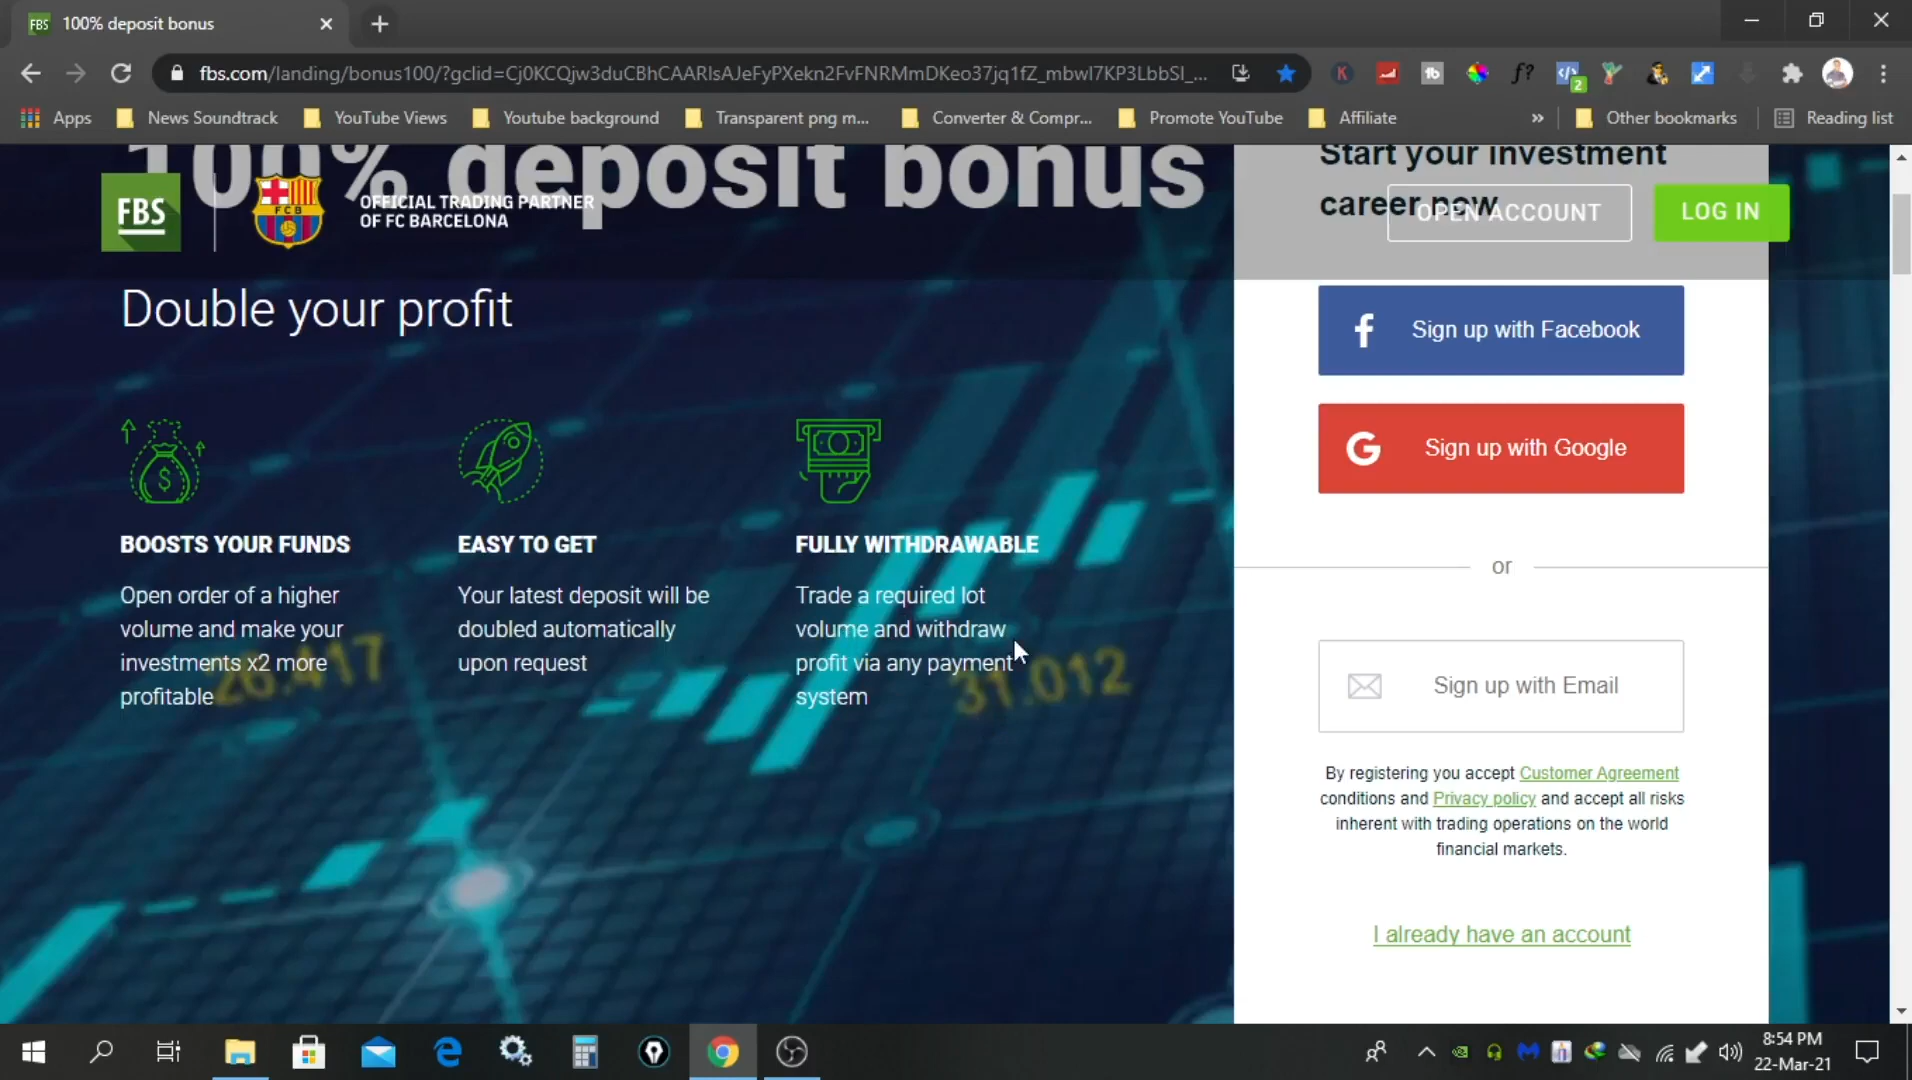 FBS 100% deposit bonus
fbs.com/landing/bonus100/?gclid=Cj0KCQjw3duCBhCAARIsAJeFyPXekn2FvFNRMmDKeo37jq1fZ_mbwI7KP3LbbSI_...
Apps News Soundtrack YouTube Views Youtube background Transparent png m... Converter & Compr... Promote YouTube Affiliate » Other bookmarks Reading list
100% deposit bonus
FBS
FCB
OFFICIAL TRADING PARTNER
OF FC BARCELONA
Double your profit
BOOSTS YOUR FUNDS
Open order of a higher
volume and make your
investments x2 more
profitable
EASY TO GET
Your latest deposit will be
doubled automatically
upon request
FULLY WITHDRAWABLE
Trade a required lot
volume and withdraw
profit via any payment
system
26.417
31.012
Start your investment
career now
OPEN ACCOUNT
LOG IN
Sign up with Facebook
Sign up with Google
or
Sign up with Email
By registering you accept Customer Agreement
conditions and Privacy policy and accept all risks
inherent with trading operations on the world
financial markets.
I already have an account
8:54 PM
22-Mar-21